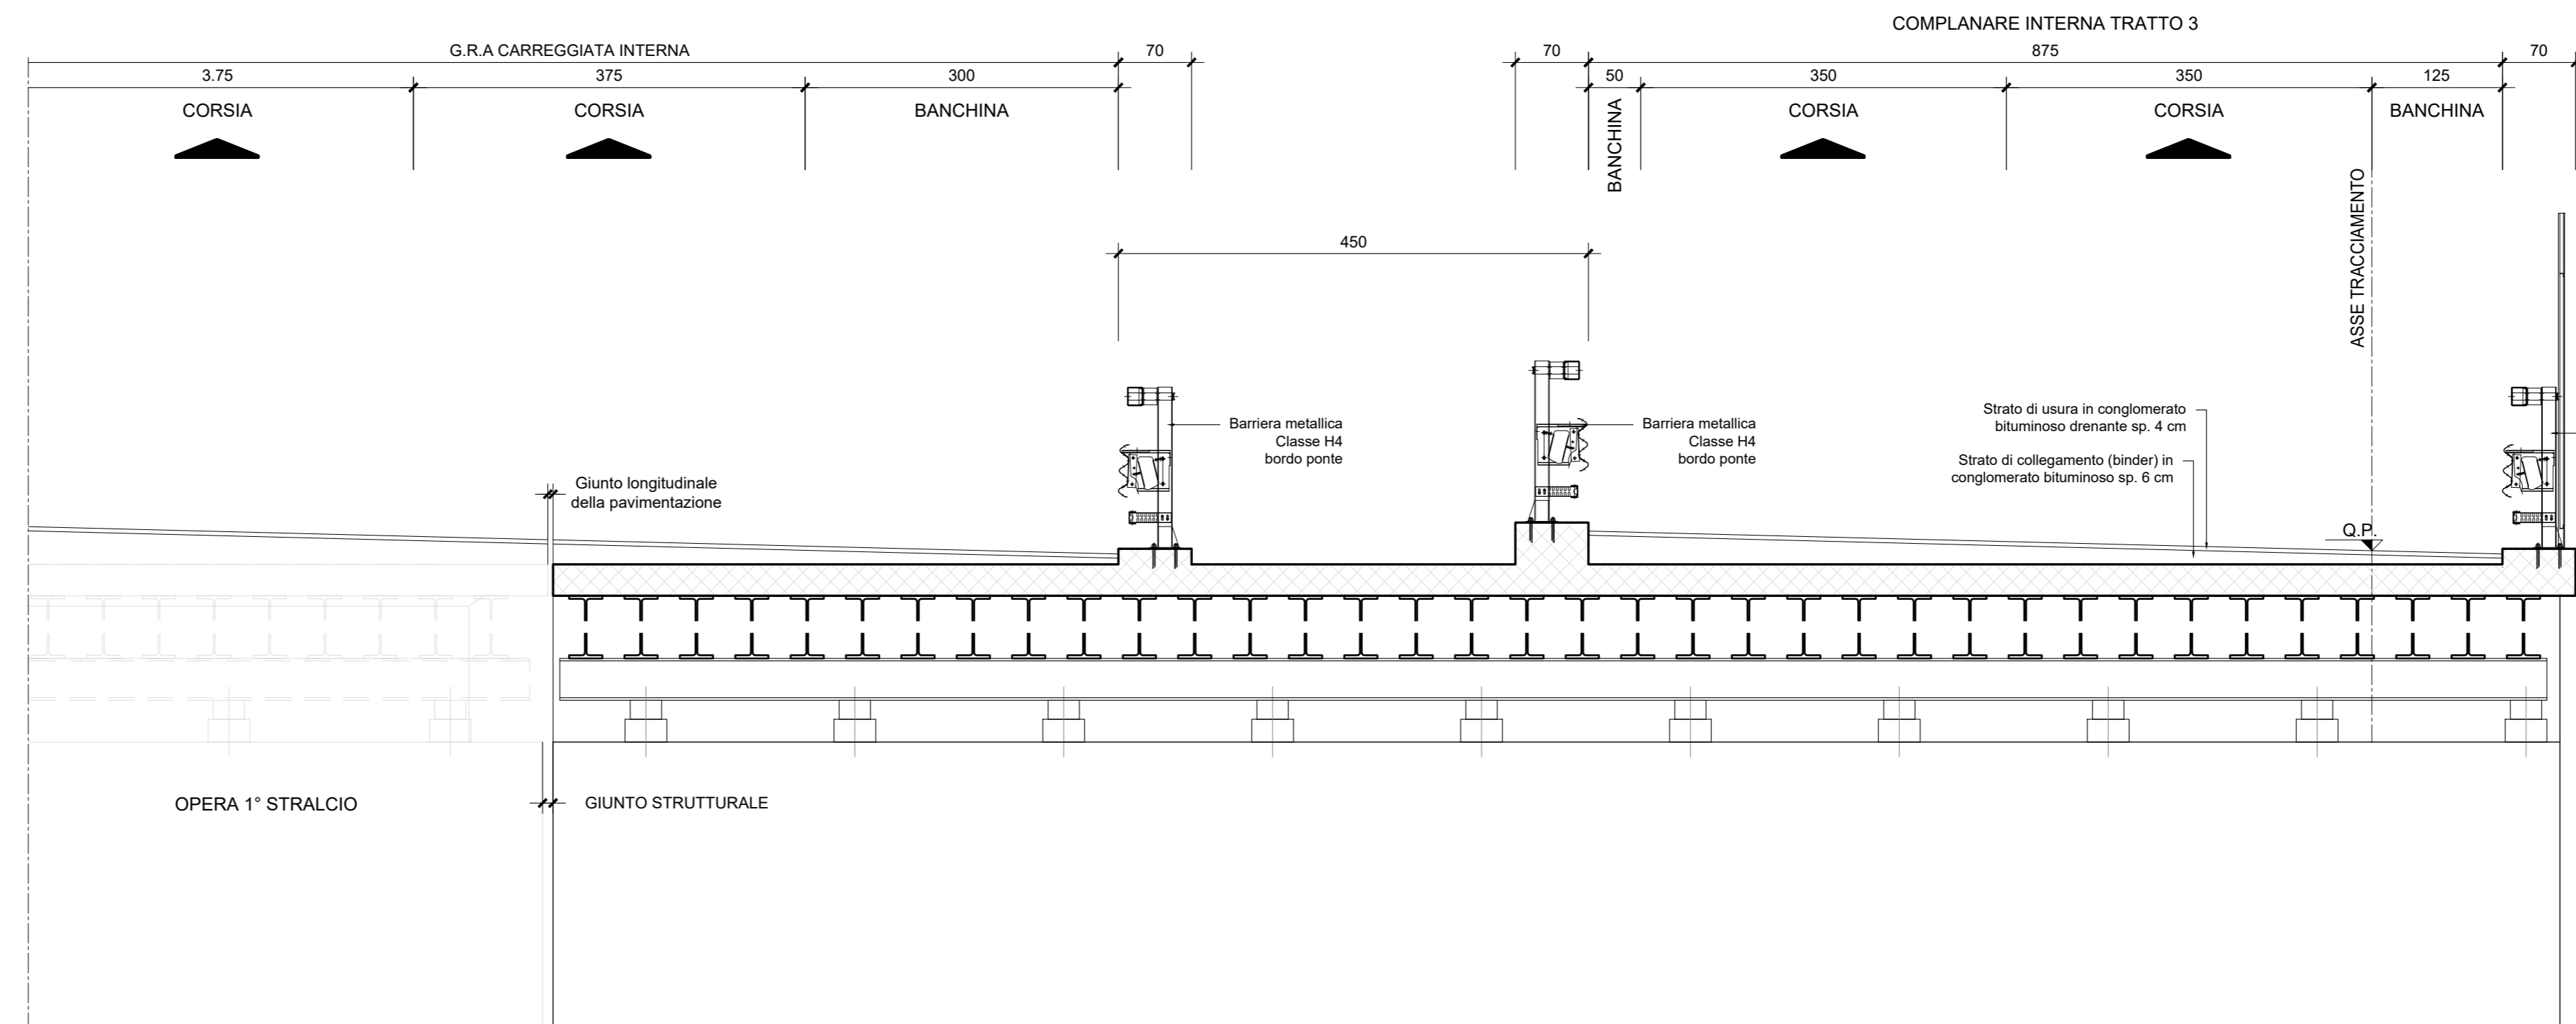 COMPLANARE INTERNA TRATTO 3
G.R.A CARREGGIATA INTERNA
70
70
875
70
3.75
375
300
50
350
350
125
CORSIA
CORSIA
BANCHINA
BANCHINA
CORSIA
CORSIA
BANCHINA
ASSE TRACCIAMENTO
450
Barriera metallica
Classe H4
bordo ponte
Barriera metallica
Classe H4
bordo ponte
Strato di usura in conglomerato
bituminoso drenante sp. 4 cm
Strato di collegamento (binder) in
conglomerato bituminoso sp. 6 cm
Giunto longitudinale
della pavimentazione
Q.P.
OPERA 1° STRALCIO
GIUNTO STRUTTURALE